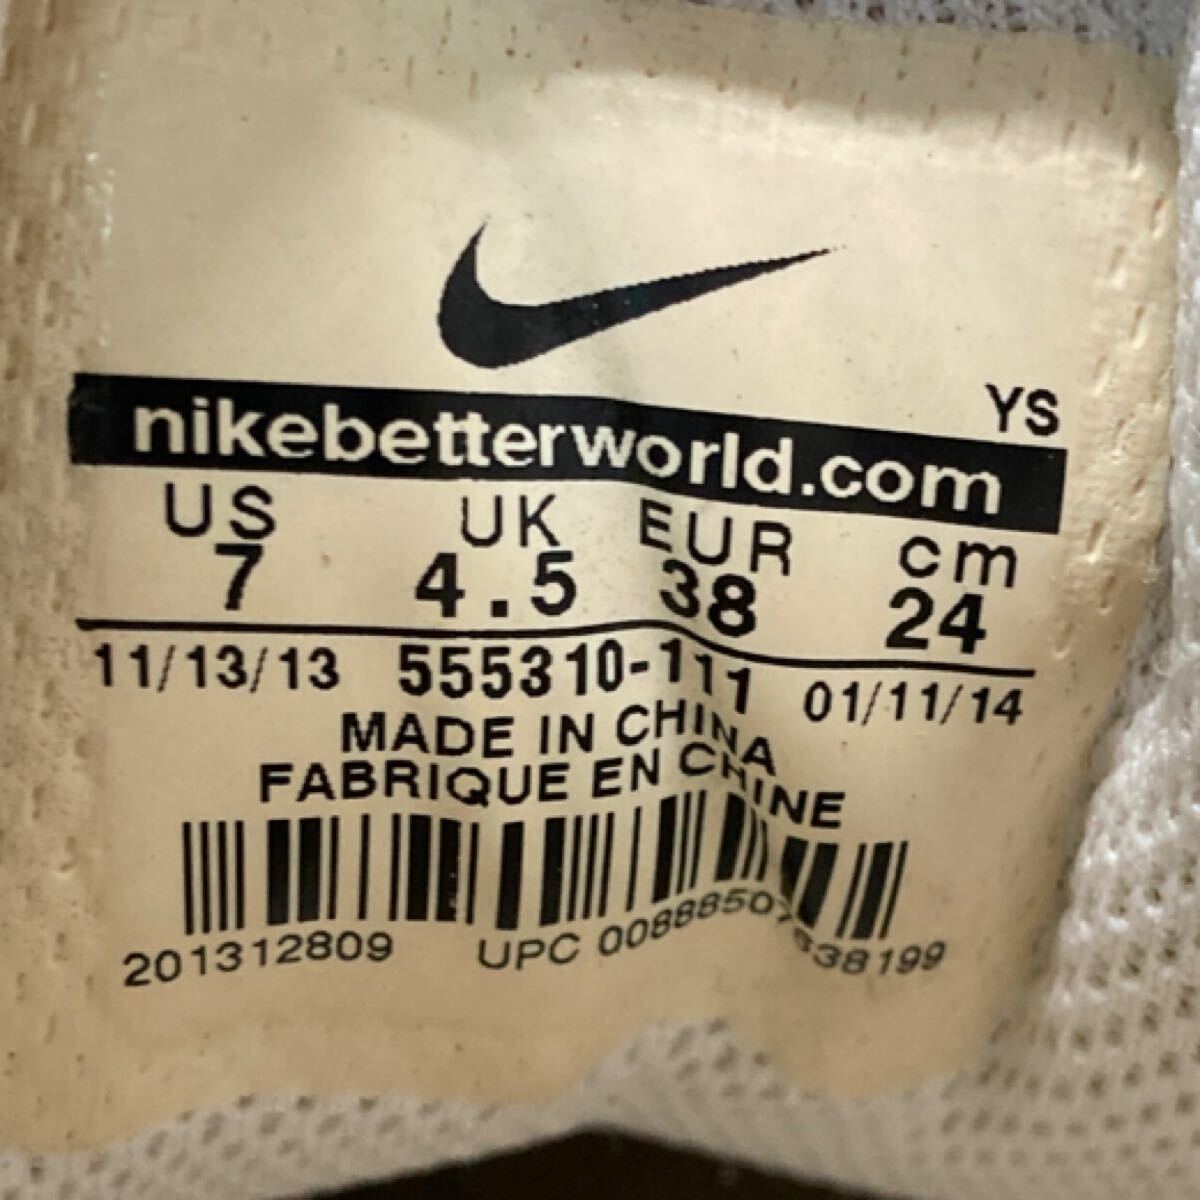 YS
nikebetterworld.com
US UK EUR cm
7 4.5 38 24
11/13/13 555310-111 01/11/14
MADE IN CHINA
FABRIQUE EN CHINE
201312809 UPC